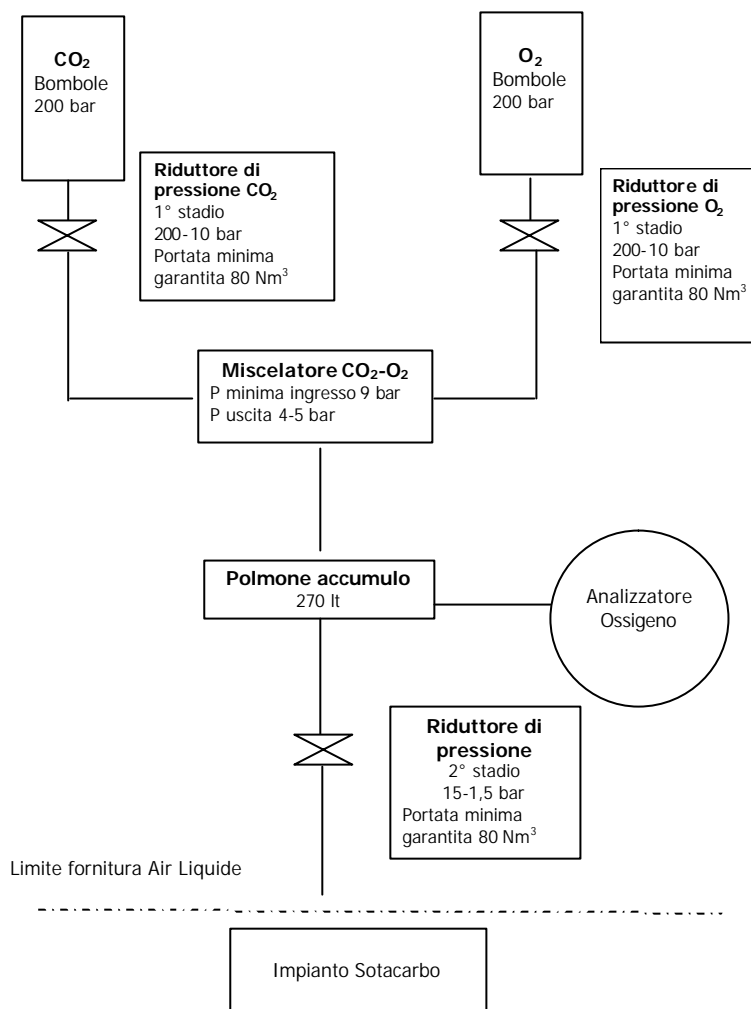 CO₂
Bombole
200 bar
O₂
Bombole
200 bar
Riduttore di
pressione CO₂
1° stadio
200-10 bar
Portata minima
garantita 80 Nm³
Riduttore di
pressione O₂
1° stadio
200-10 bar
Portata minima
garantita 80 Nm³
Miscelatore CO₂-O₂
P minima ingresso 9 bar
P uscita 4-5 bar
Polmone accumulo
270 lt
Analizzatore
Ossigeno
Riduttore di
pressione
2° stadio
15-1,5 bar
Portata minima
garantita 80 Nm³
Limite fornitura Air Liquide
Impianto Sotacarbo